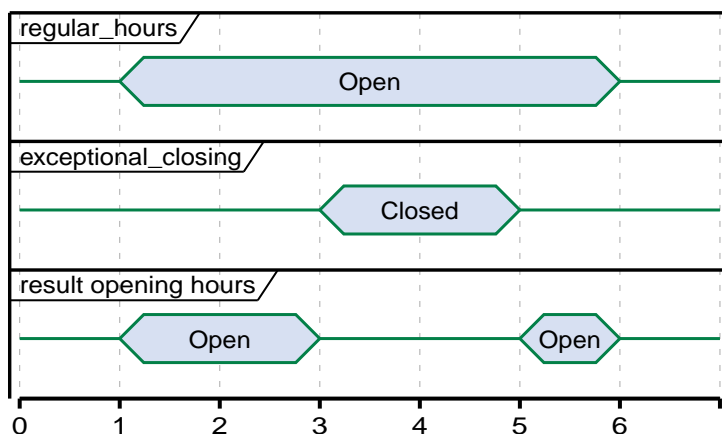 regular_hours
Open
exceptional_closing
Closed
result opening hours
Open Open
0 1 2 3 4 5 6